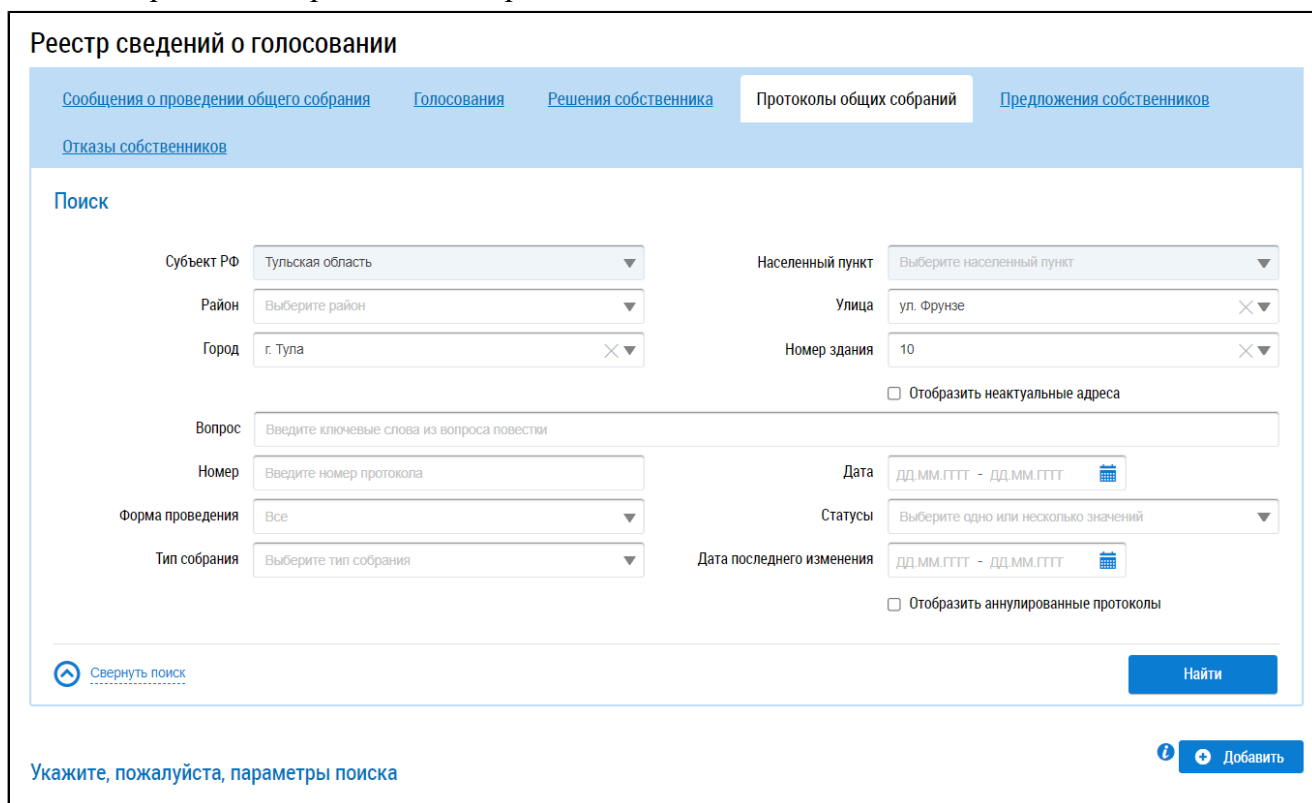 Реестр сведений о голосовании
Сообщения о проведении общего собрания Голосования Решения собственника Протоколы общих собраний Предложения собственников
Отказы собственников
Поиск
Субъект РФ Тульская область Населенный пункт Выберите населенный пункт
Район Выберите район Улица ул. Фрунзе
Город г. Тула Номер здания 10
Отобразить неактуальные адреса
Вопрос Введите ключевые слова из вопроса повестки
Номер Введите номер протокола Дата ДД.ММ.ГГГГ - ДД.ММ.ГГГГ
Форма проведения Все Статусы Выберите одно или несколько значений
Тип собрания Выберите тип собрания Дата последнего изменения ДД.ММ.ГГГГ - ДД.ММ.ГГГГ
Отобразить аннулированные протоколы
Свернуть поиск Найти
Укажите, пожалуйста, параметры поиска i Добавить